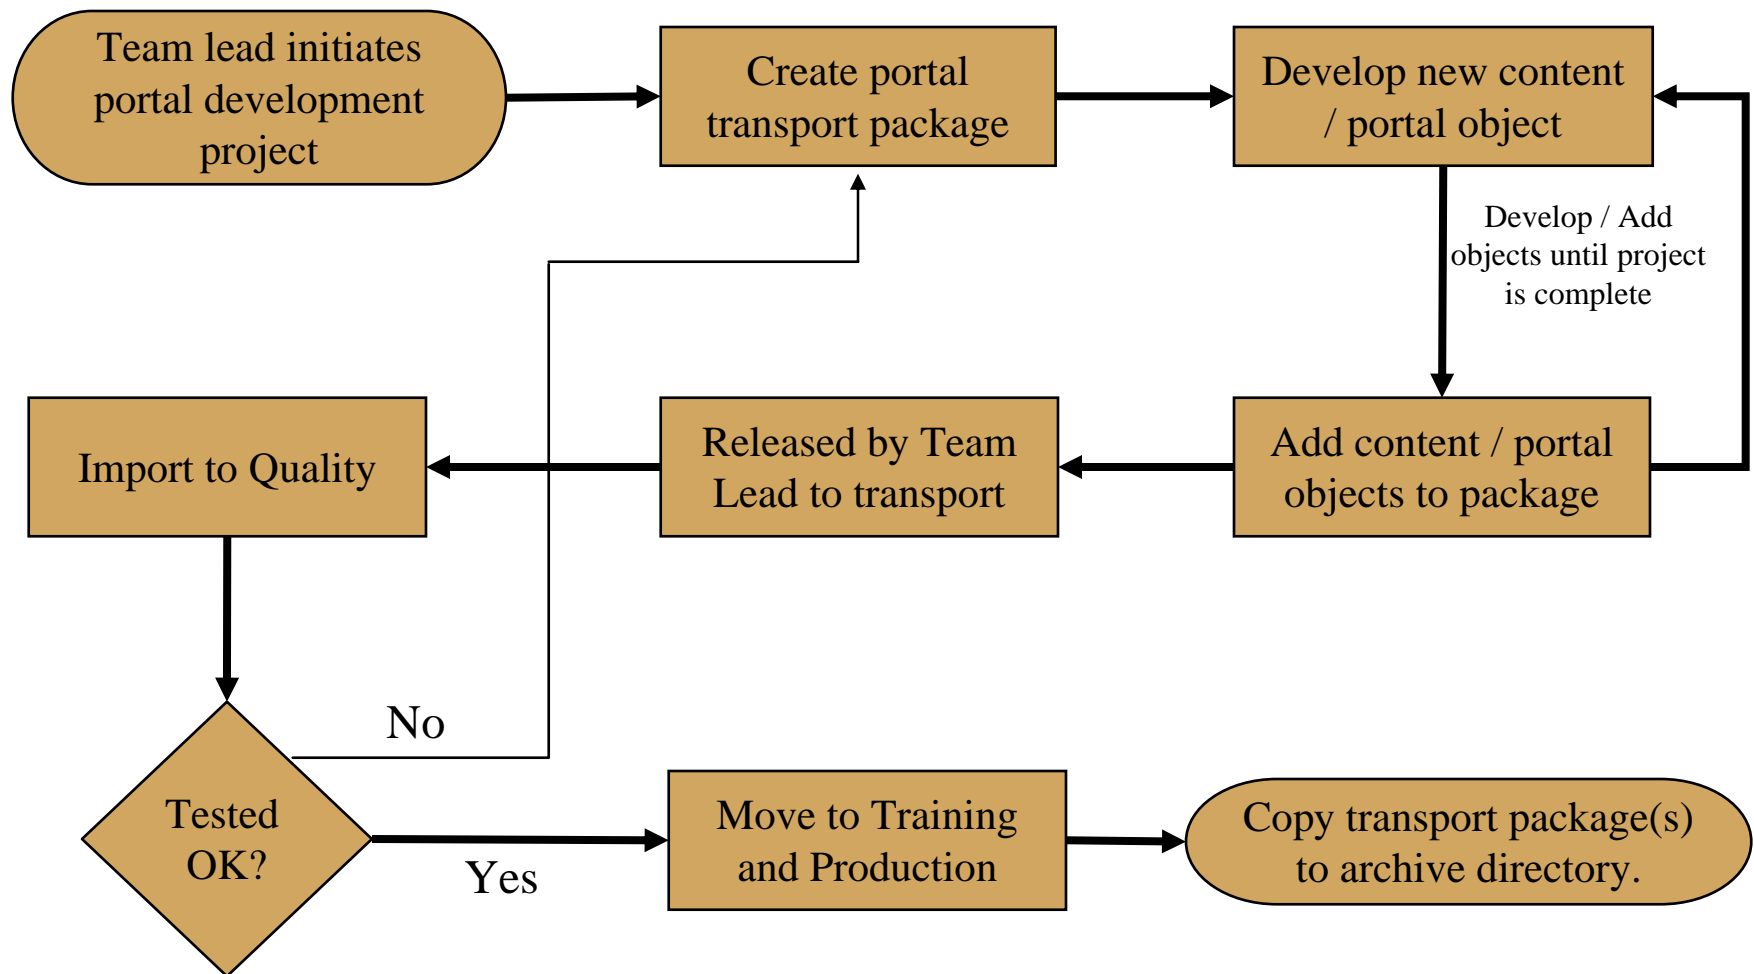 Team lead initiates
portal development
project
Create portal
transport package
Develop new content
/ portal object
Develop / Add
objects until project
is complete
Import to Quality
Released by Team
Lead to transport
Add content / portal
objects to package
No
Tested
OK?
Yes
Move to Training
and Production
Copy transport package(s)
to archive directory.